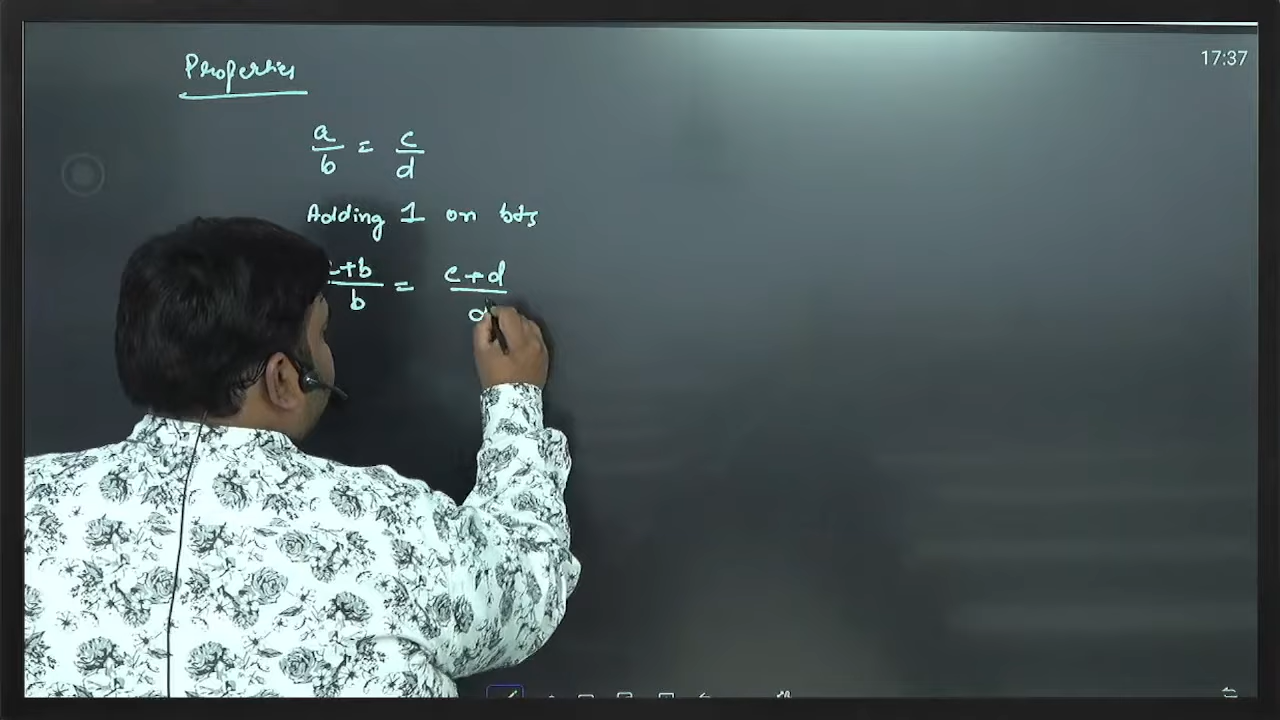 17:37
Properties
a/b = c/d
Adding 1 on bts
+b/b = c+d/d